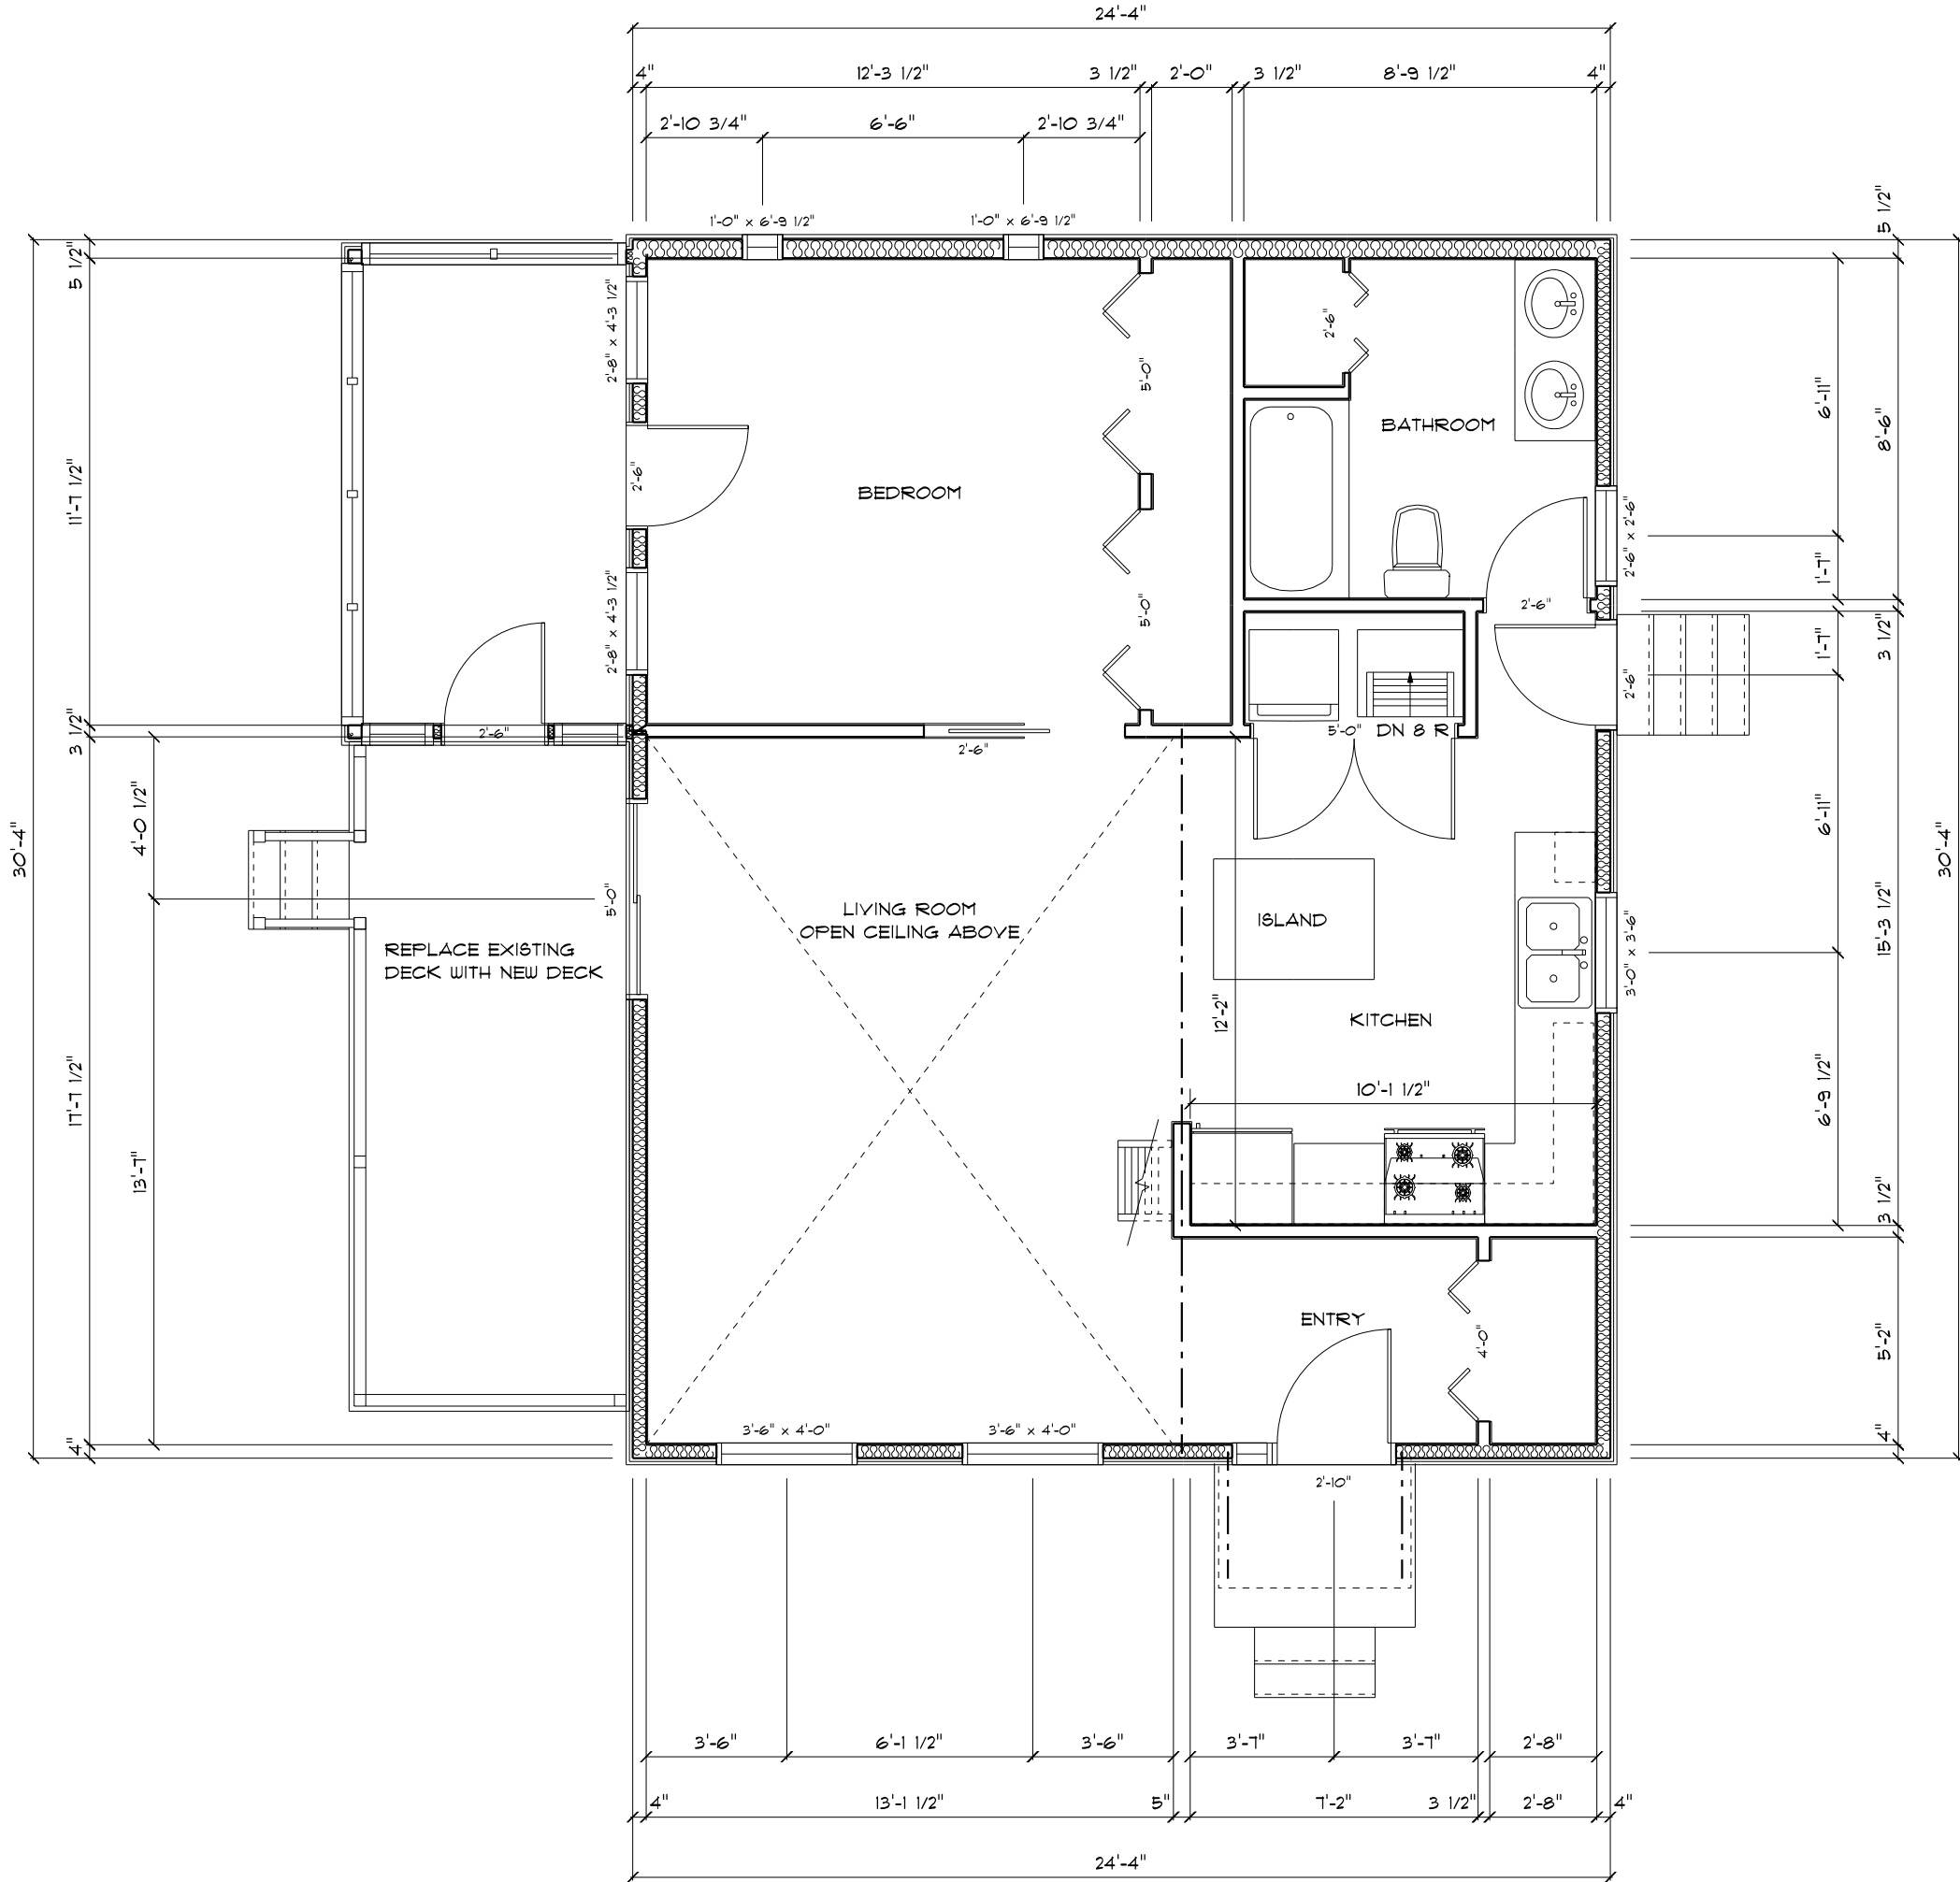 24'-4"
4" 12'-3 1/2" 3 1/2" 2'-0" 3 1/2" 8'-9 1/2" 4"
2'-10 3/4" 6'-6" 2'-10 3/4"
1'-0" x 6'-9 1/2" 1'-0" x 6'-9 1/2"
5 1/2"
11'-7 1/2"
3 1/2"
17'-7 1/2"
4"
30'-4"
4'-0 1/2"
13'-7"
2'-8" x 4'-3 1/2"
2'-6"
2'-8" x 4'-3 1/2"
2'-6"
5'-0"
REPLACE EXISTING
DECK WITH NEW DECK
BEDROOM
5'-0"
5'-0"
2'-6"
2'-6"
BATHROOM
2'-6"
5'-0" DN 8 R
LIVING ROOM
OPEN CEILING ABOVE
ISLAND
12'-2"
KITCHEN
10'-1 1/2"
ENTRY
4'-0"
3'-6" x 4'-0" 3'-6" x 4'-0"
2'-10"
2'-6" x 2'-6"
2'-6"
3'-0" x 3'-6"
6'-11"
1'-7"
1'-7"
6'-11"
6'-9 1/2"
5 1/2"
8'-6"
3 1/2"
15'-3 1/2"
3 1/2"
5'-2"
4"
30'-4"
3'-6" 6'-1 1/2" 3'-6" 3'-7" 3'-7" 2'-8"
4" 13'-1 1/2" 5" 7'-2" 3 1/2" 2'-8" 4"
24'-4"